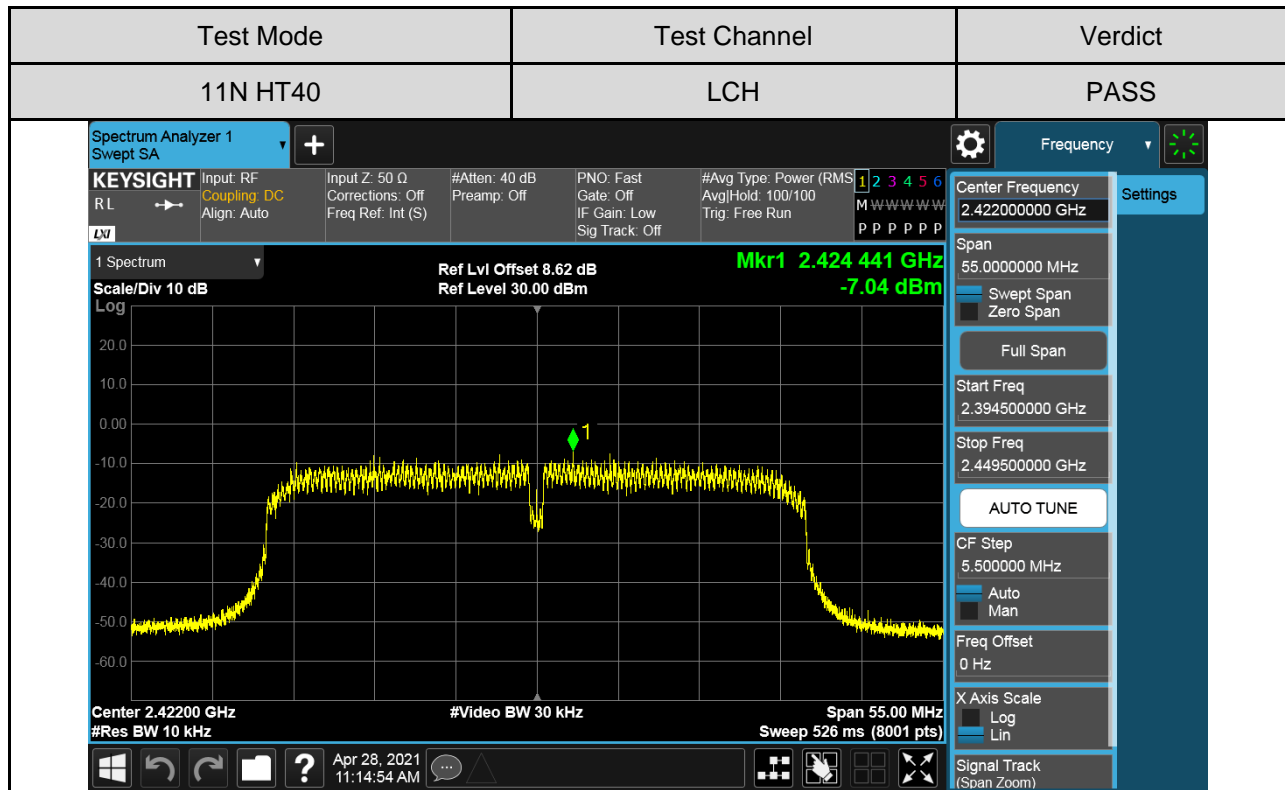 Test Mode Test Channel Verdict
11N HT40 LCH PASS
Spectrum Analyzer 1
Swept SA
+
Frequency
KEYSIGHT
RL
LXI
Input: RF
Coupling: DC
Align: Auto
Input Z: 50 Ω
Corrections: Off
Freq Ref: Int (S)
#Atten: 40 dB
Preamp: Off
PNO: Fast
Gate: Off
IF Gain: Low
Sig Track: Off
#Avg Type: Power (RMS
Avg|Hold: 100/100
Trig: Free Run
1 2 3 4 5 6
M W W W W W
P P P P P P
1 Spectrum
Scale/Div 10 dB
Log
Ref Lvl Offset 8.62 dB
Ref Level 30.00 dBm
Mkr1 2.424 441 GHz
-7.04 dBm
20.0
10.0
0.00
-10.0
-20.0
-30.0
-40.0
-50.0
-60.0
1
Center 2.42200 GHz
#Res BW 10 kHz
#Video BW 30 kHz
Span 55.00 MHz
Sweep 526 ms (8001 pts)
Center Frequency
2.422000000 GHz
Settings
Span
55.0000000 MHz
Swept Span
Zero Span
Full Span
Start Freq
2.394500000 GHz
Stop Freq
2.449500000 GHz
AUTO TUNE
CF Step
5.500000 MHz
Auto
Man
Freq Offset
0 Hz
X Axis Scale
Log
Lin
Signal Track
(Span Zoom)
?
Apr 28, 2021
11:14:54 AM